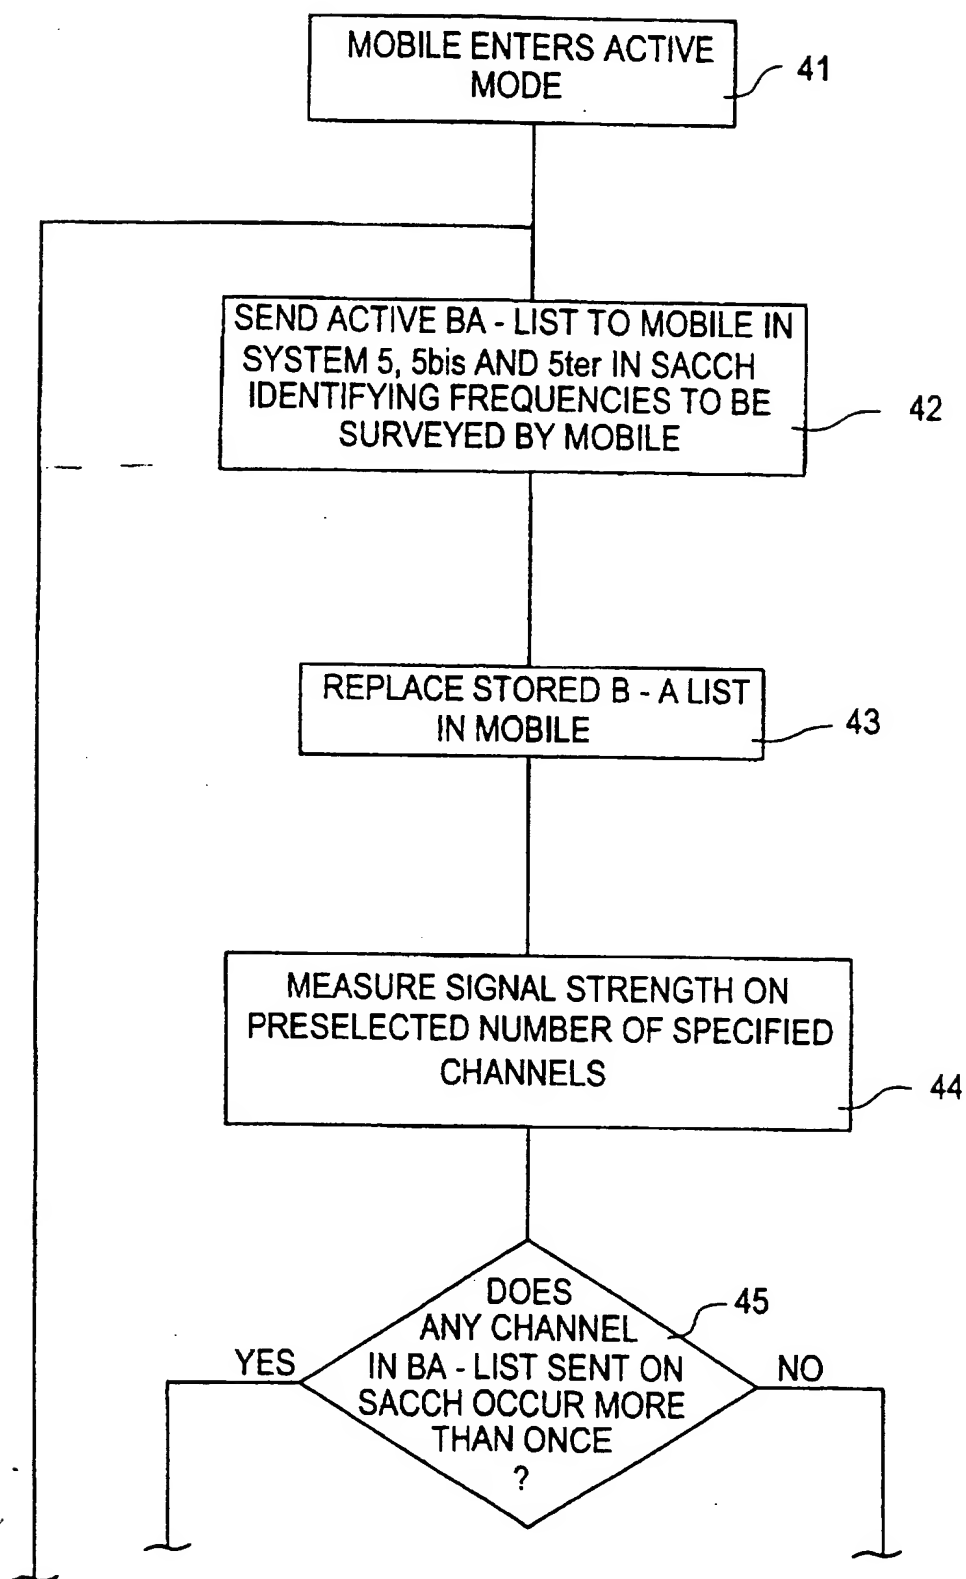 MOBILE ENTERS ACTIVE
MODE
41
SEND ACTIVE BA - LIST TO MOBILE IN
SYSTEM 5, 5bis AND 5ter IN SACCH
IDENTIFYING FREQUENCIES TO BE
SURVEYED BY MOBILE
42
REPLACE STORED B - A LIST
IN MOBILE
43
MEASURE SIGNAL STRENGTH ON
PRESELECTED NUMBER OF SPECIFIED
CHANNELS
44
DOES
ANY CHANNEL
IN BA - LIST SENT ON
SACCH OCCUR MORE
THAN ONCE
?
45
YES
NO